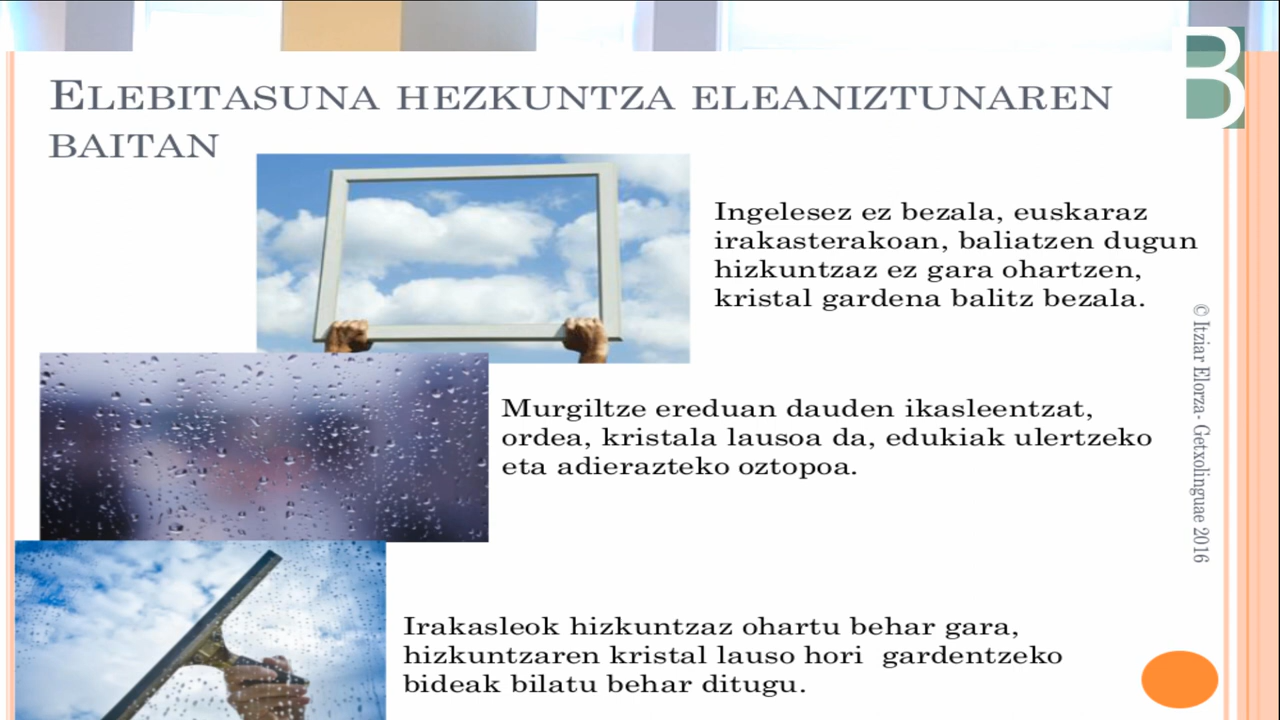 B
ELEBITASUNA HEZKUNTZA ELEANIZTUNAREN
BAITAN
Ingelesez ez bezala, euskaraz
irakasterakoan, baliatzen dugun
hizkuntzaz ez gara ohartzen,
kristal gardena balitz bezala.
Murgiltze ereduan dauden ikasleentzat,
ordea, kristala lausoa da, edukiak ulertzeko
eta adierazteko oztopoa.
Irakasleok hizkuntzaz ohartu behar gara,
hizkuntzaren kristal lauso hori  gardentzeko
bideak bilatu behar ditugu.
© Itziar Elorza- Getxolinguae 2016